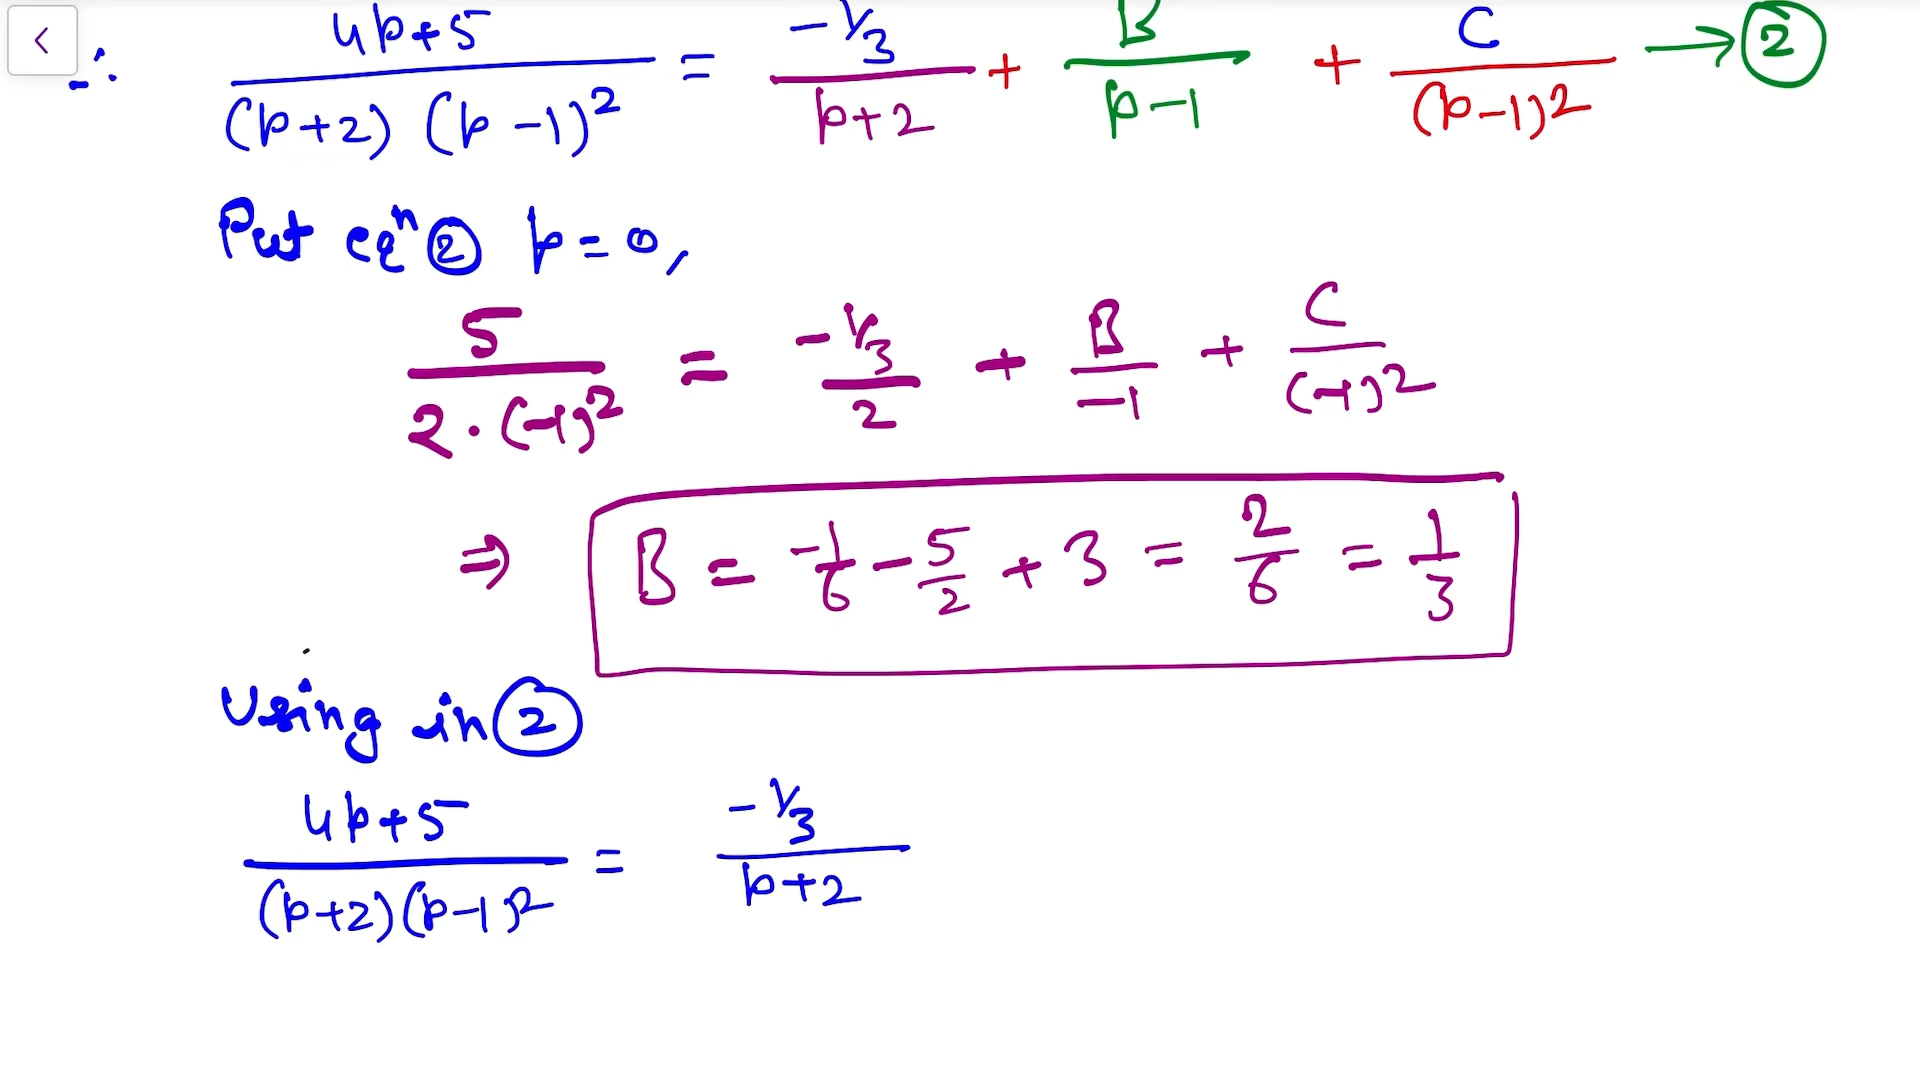 ∴ (4p+5)/((p+2)(p-1)²) = (-1/3)/(p+2) + B/(p-1) + C/(p-1)² → ②
Put eqⁿ ② p=0,
5/(2·(-1)²) = (-1/3)/2 + B/-1 + C/(-1)²
⇒ B = -1/6 - 5/2 + 3 = 2/6 = 1/3
Using in ②
(4p+5)/((p+2)(p-1)²) = (-1/3)/(p+2)